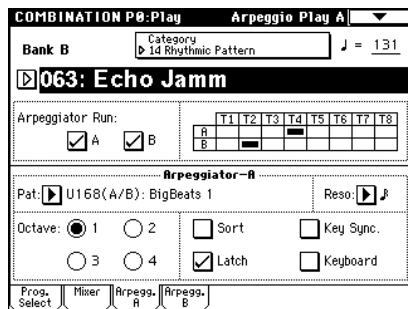 COMBINATION P0:Play Arpeggio Play A
Bank B
Category
14 Rhythmic Pattern
♩ = 131
063: Echo Jamm
Arpeggiator Run:
A B
T1 T2 T3 T4 T5 T6 T7 T8
A
B
Arpeggiator-A
Pat: U168(A/B): BigBeats 1 Reso: ♪
Octave: 1 2 Sort Key Sync.
3 4 Latch Keyboard
Prog. Select Mixer Arpegg. A Arpegg. B